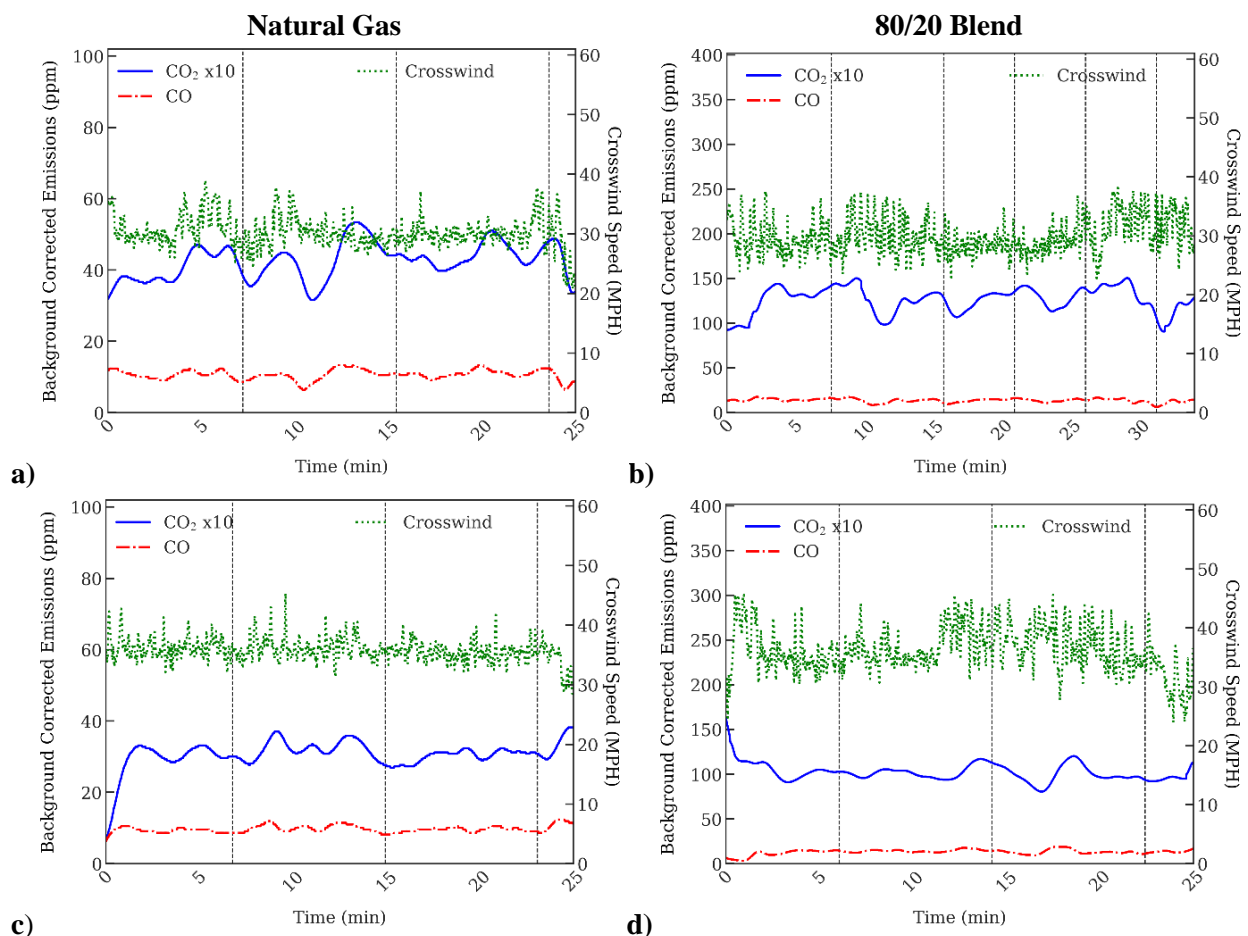 Natural Gas
80/20 Blend
100
80
60
40
20
0
Background Corrected Emissions (ppm)
CO₂ x10
CO
Crosswind
60
50
40
30
20
10
0
Crosswind Speed (MPH)
0
5
10
15
20
25
Time (min)
a)
400
350
300
250
200
150
100
50
0
Background Corrected Emissions (ppm)
CO₂ x10
CO
Crosswind
60
50
40
30
20
10
0
Crosswind Speed (MPH)
0
5
10
15
20
25
30
Time (min)
b)
100
80
60
40
20
0
Background Corrected Emissions (ppm)
CO₂ x10
CO
Crosswind
60
50
40
30
20
10
0
Crosswind Speed (MPH)
0
5
10
15
20
25
Time (min)
c)
400
350
300
250
200
150
100
50
0
Background Corrected Emissions (ppm)
CO₂ x10
CO
Crosswind
60
50
40
30
20
10
0
Crosswind Speed (MPH)
0
5
10
15
20
25
Time (min)
d)